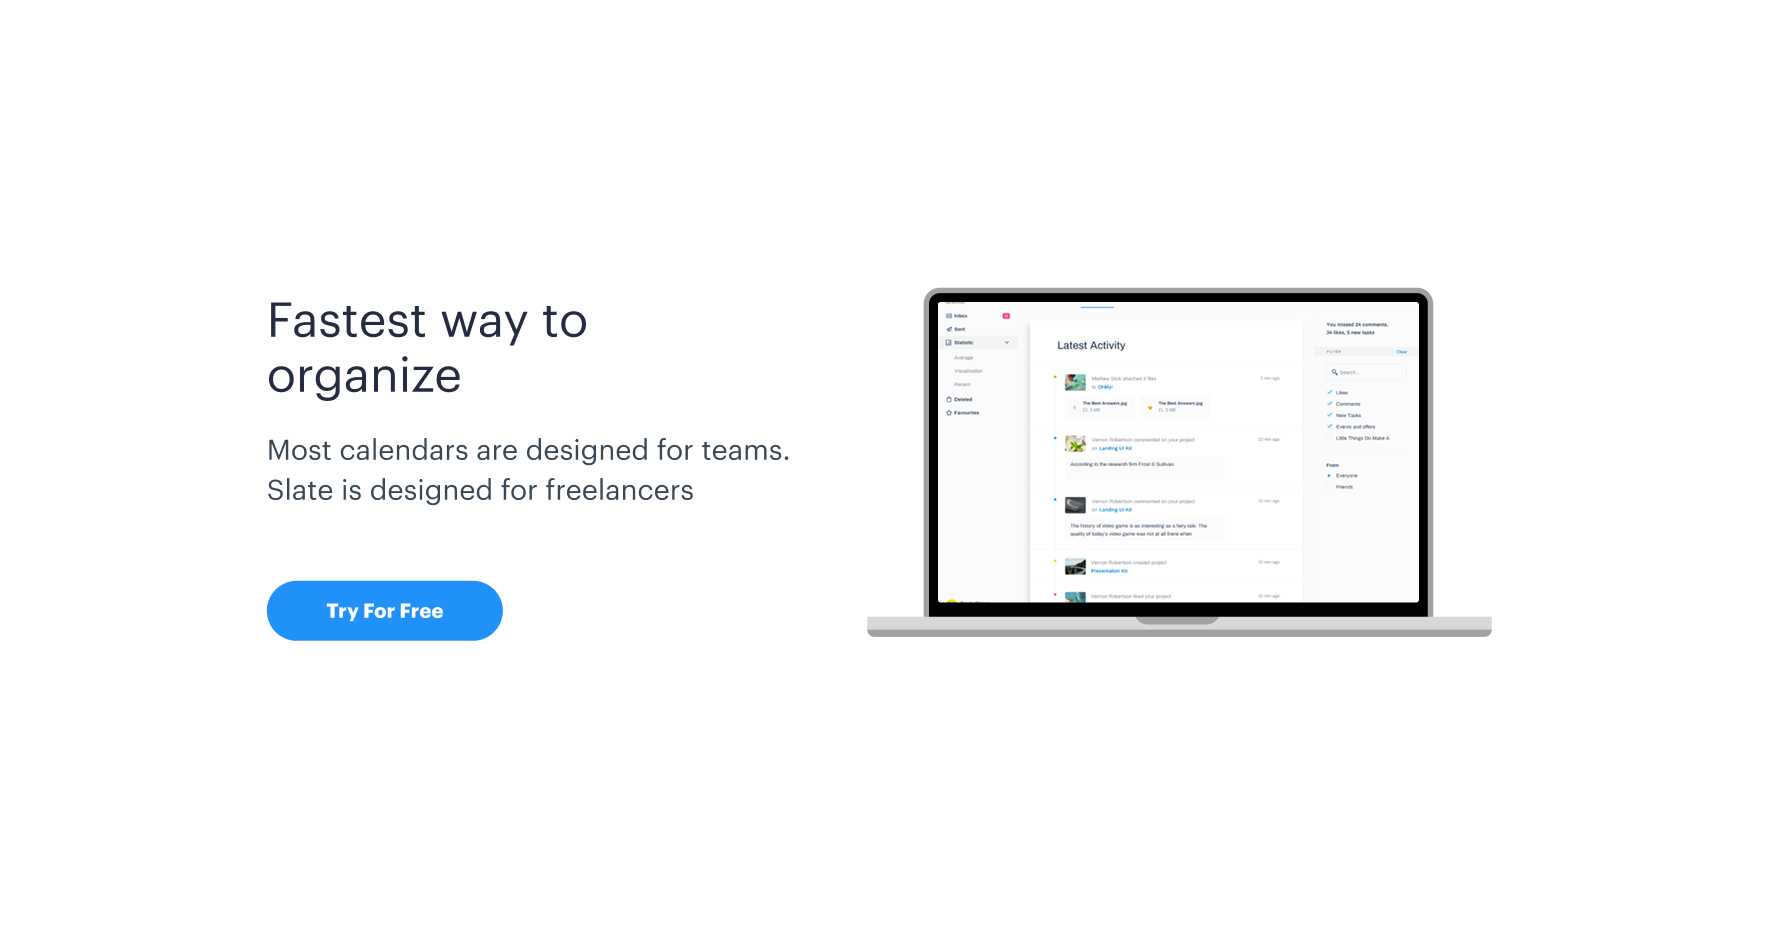 Fastest way to
organize
Most calendars are designed for teams.
Slate is designed for freelancers
Try For Free
Inbox
Sent
Statistic
Average
Visualisation
Recent
Deleted
Favourites
Latest Activity
Mathew Slick attached 2 files
5 min ago
in OhMy!
The Best Answers.jpg
21, 5 MB
The Best Answers.jpg
21, 5 MB
Vernon Robertson commented on your project
10 min ago
on Landing UI Kit
According to the research firm Frost & Sullivan
Vernon Robertson commented on your project
10 min ago
on Landing UI Kit
The history of video game is as interesting as a fairy tale. The
quality of today's video game was not at all there when
Vernon Robertson created project
10 min ago
Presentation Kit
Vernon Robertson liked your project
10 min ago
You missed 24 comments,
24 likes, 5 new tasks
FILTER
Clear
Search...
Likes
Comments
New Tasks
Events and offers
Little Things Do Make A
From
Everyone
Friends